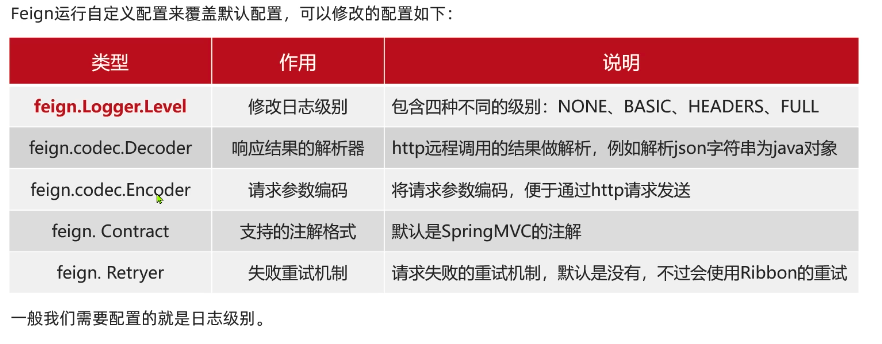 Feign运行自定义配置来覆盖默认配置，可以修改的配置如下：
类型 作用 说明
feign.Logger.Level 修改日志级别 包含四种不同的级别：NONE、BASIC、HEADERS、FULL
feign.codec.Decoder 响应结果的解析器 http远程调用的结果做解析，例如解析json字符串为java对象
feign.codec.Encoder 请求参数编码 将请求参数编码，便于通过http请求发送
feign. Contract 支持的注解格式 默认是SpringMVC的注解
feign. Retryer 失败重试机制 请求失败的重试机制，默认是没有，不过会使用Ribbon的重试
一般我们需要配置的就是日志级别。